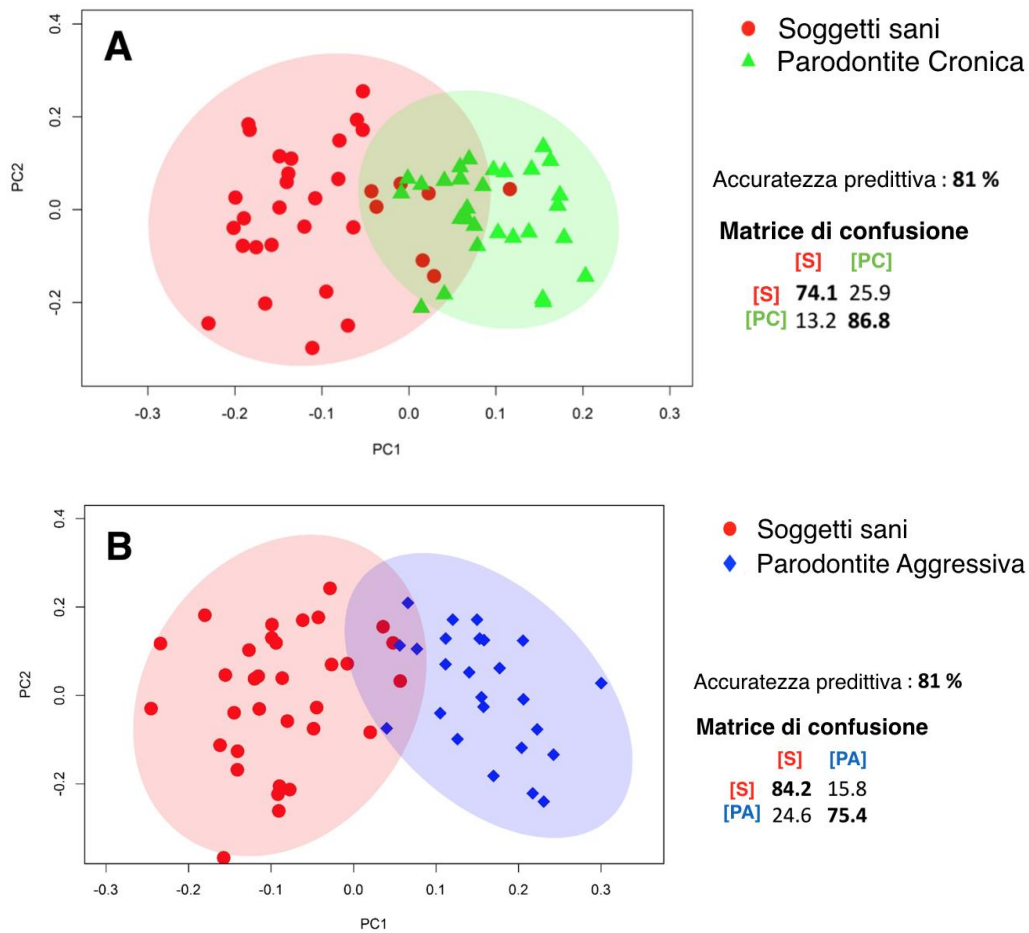 A
Soggetti sani
Parodontite Cronica
0.4
0.2
0.0
-0.2
PC2
-0.3 -0.2 -0.1 0.0 0.1 0.2 0.3
PC1
Accuratezza predittiva : 81 %
Matrice di confusione
[S] [PC]
[S] 74.1 25.9
[PC] 13.2 86.8
B
Soggetti sani
Parodontite Aggressiva
0.4
0.2
0.0
-0.2
PC2
-0.3 -0.2 -0.1 0.0 0.1 0.2 0.3
PC1
Accuratezza predittiva : 81 %
Matrice di confusione
[S] [PA]
[S] 84.2 15.8
[PA] 24.6 75.4